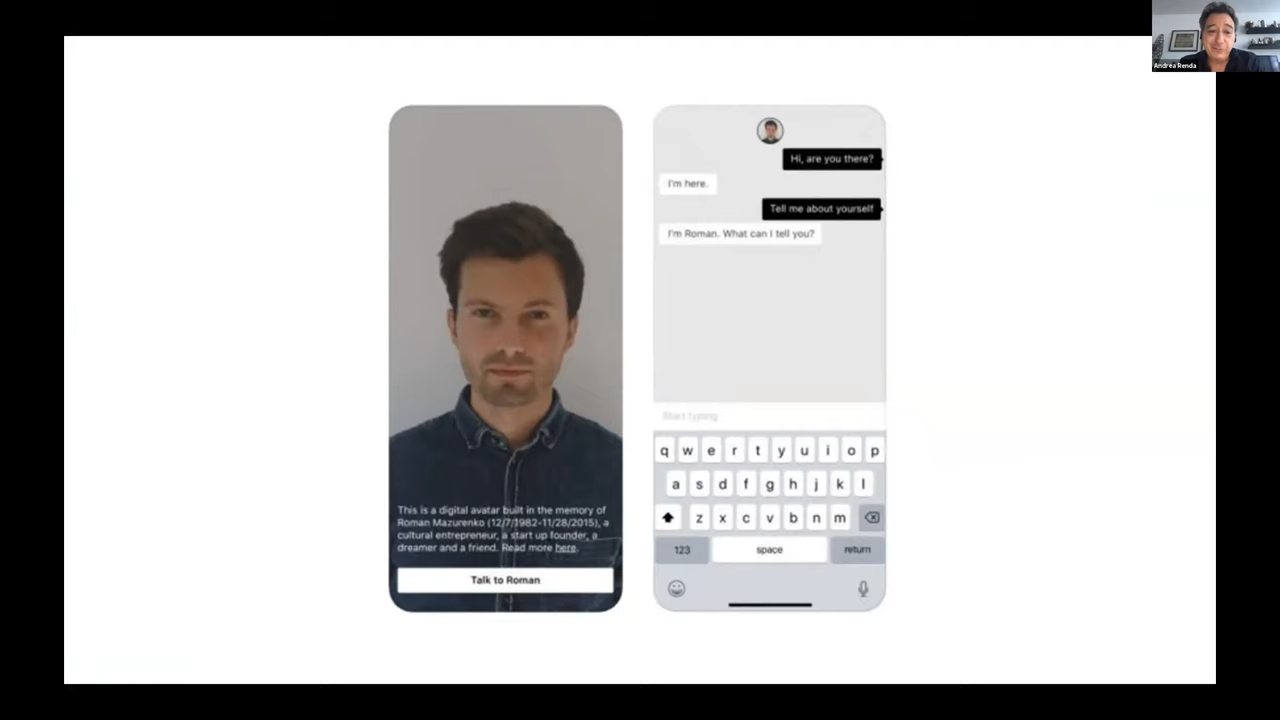 Andrea Renda
This is a digital avatar built in the memory of
Roman Mazurenko (12/7/1982-11/28/2015), a
cultural entrepreneur, a start up founder, a
dreamer and a friend. Read more here.
Talk to Roman
Hi, are you there?
I'm here.
Tell me about yourself
I'm Roman. What can I tell you?
Start typing
q w e r t y u i o p
a s d f g h j k l
z x c v b n m
123 space return